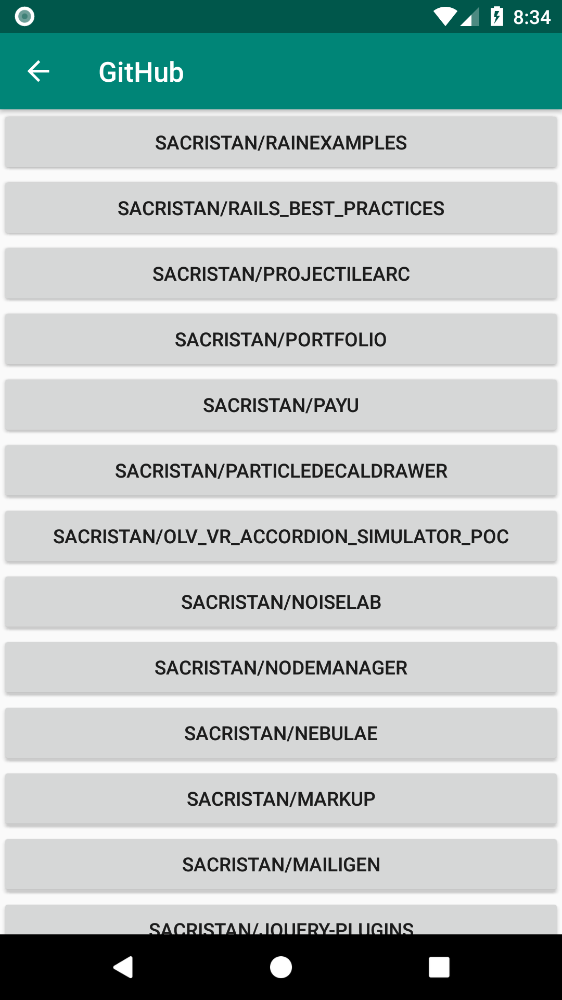 8:34
GitHub
SACRISTAN/RAINEXAMPLES
SACRISTAN/RAILS_BEST_PRACTICES
SACRISTAN/PROJECTILEARC
SACRISTAN/PORTFOLIO
SACRISTAN/PAYU
SACRISTAN/PARTICLEDECALDRAWER
SACRISTAN/OLV_VR_ACCORDION_SIMULATOR_POC
SACRISTAN/NOISELAB
SACRISTAN/NODEMANAGER
SACRISTAN/NEBULAE
SACRISTAN/MARKUP
SACRISTAN/MAILIGEN
SACRISTAN/JQUERY-PLUGINS